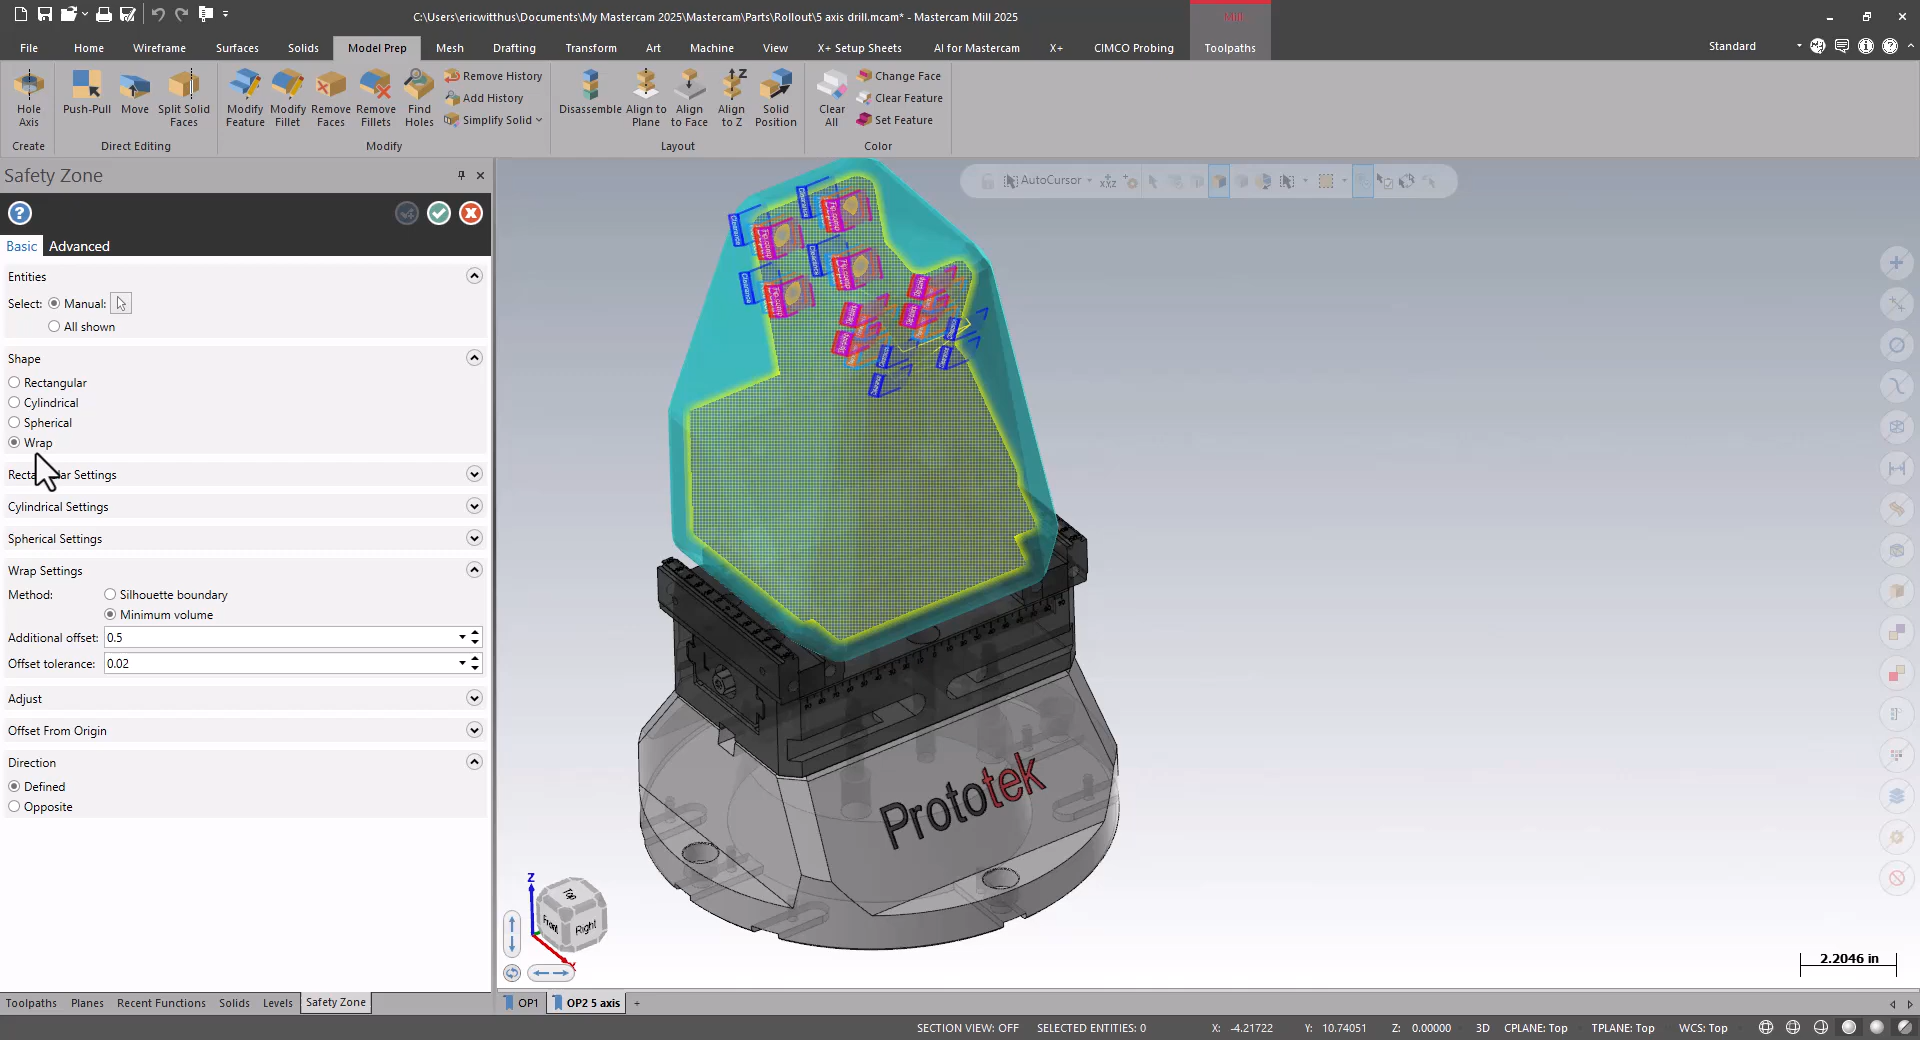 C:\Users\ericwitthus\Documents\My Mastercam 2025\Mastercam\Parts\Rollout\5 axis drill.mcam* - Mastercam Mill 2025
Mill
File Home Wireframe Surfaces Solids Model Prep Mesh Drafting Transform Art Machine View X+ Setup Sheets AI for Mastercam X+ CIMCO Probing Toolpaths Standard
Hole Axis
Push-Pull
Move
Split Solid Faces
Modify Feature
Modify Fillet
Remove Faces
Remove Fillets
Find Holes
Remove History
Add History
Simplify Solid
Disassemble
Align to Plane
Align to Face
Align to Z
Solid Position
Clear All
Change Face
Clear Feature
Set Feature
Create Direct Editing Modify Layout Color
Safety Zone
AutoCursor
Basic Advanced
Entities
Select: Manual:
All shown
Shape
Rectangular
Cylindrical
Spherical
Wrap
Settings
Cylindrical Settings
Spherical Settings
Wrap Settings
Method: Silhouette boundary
Minimum volume
Additional offset: 0.5
Offset tolerance: 0.02
Adjust
Offset From Origin
Direction
Defined
Opposite
Clearance
Prototek
Z
Top
Front
Right
X
2.2046 in
Toolpaths Planes Recent Functions Solids Levels Safety Zone
OP1 OP2 5 axis +
SECTION VIEW: OFF SELECTED ENTITIES: 0 X: -4.21722 Y: 10.74051 Z: 0.00000 3D CPLANE: Top TPLANE: Top WCS: Top